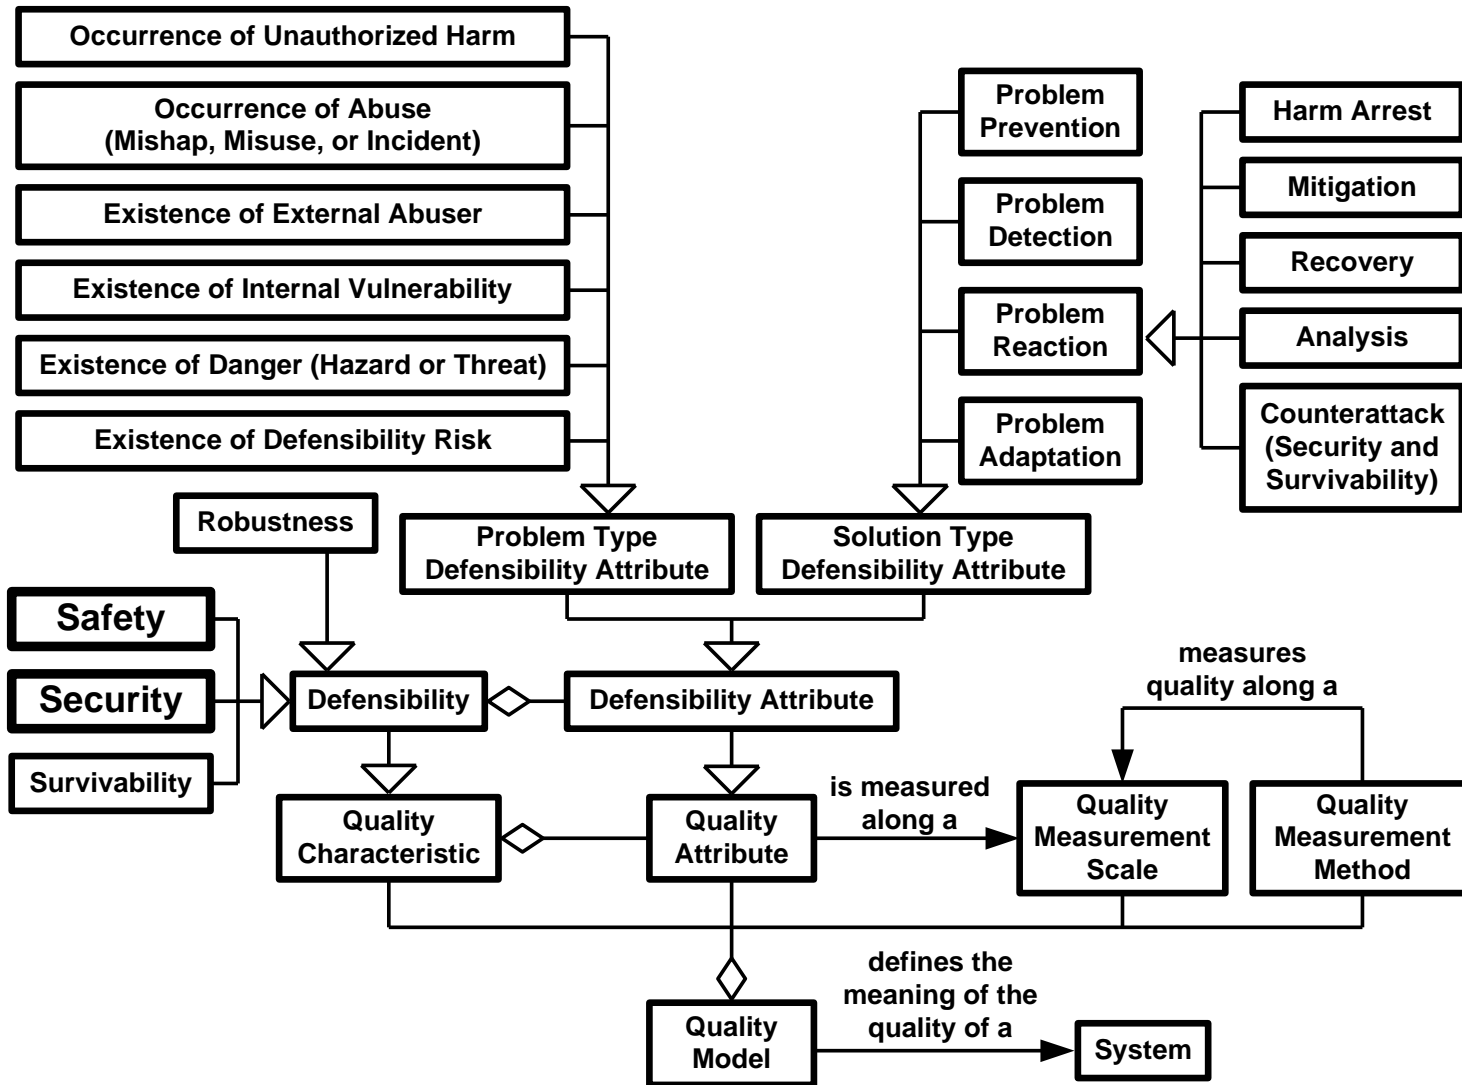 Occurrence of Unauthorized Harm
Occurrence of Abuse
(Mishap, Misuse, or Incident)
Existence of External Abuser
Existence of Internal Vulnerability
Existence of Danger (Hazard or Threat)
Existence of Defensibility Risk
Problem
Prevention
Problem
Detection
Problem
Reaction
Problem
Adaptation
Harm Arrest
Mitigation
Recovery
Analysis
Counterattack
(Security and
Survivability)
Robustness
Problem Type
Defensibility Attribute
Solution Type
Defensibility Attribute
Safety
Security
Survivability
Defensibility
Defensibility Attribute
measures
quality along a
Quality
Characteristic
Quality
Attribute
is measured
along a
Quality
Measurement
Scale
Quality
Measurement
Method
defines the
meaning of the
quality of a
Quality
Model
System